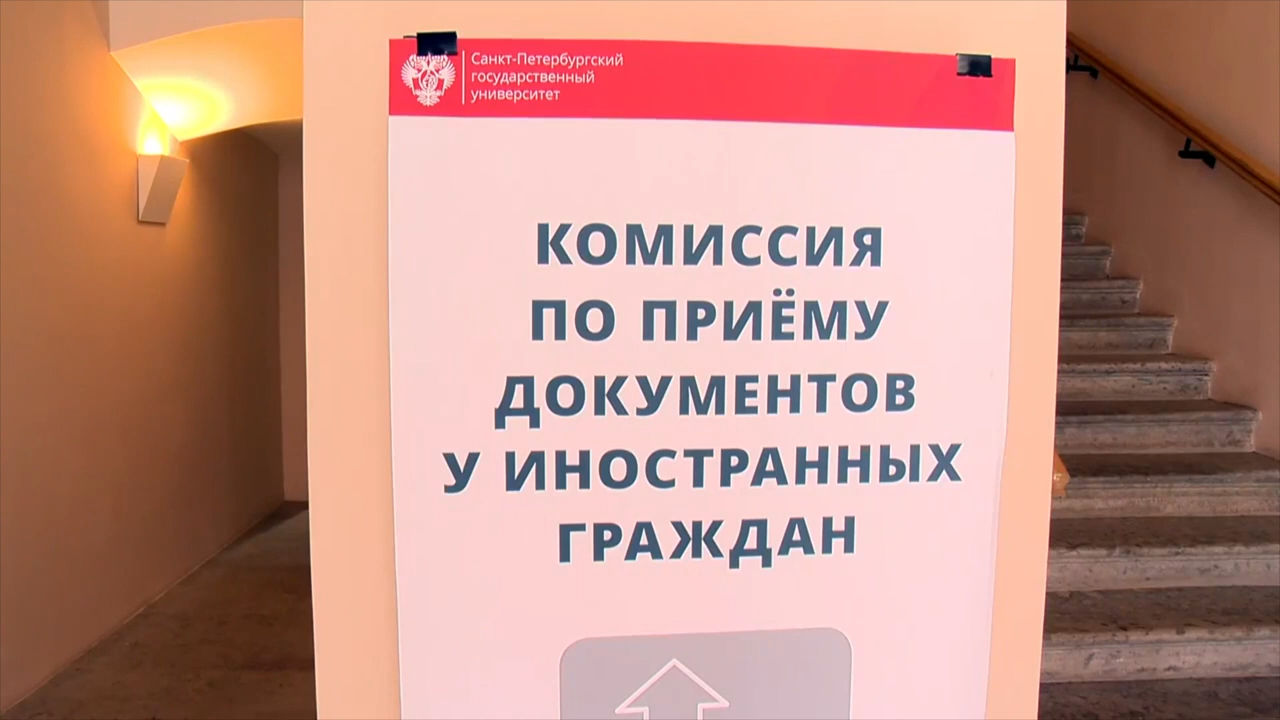 Санкт-Петербургский
государственный
университет
КОМИССИЯ
ПО ПРИЁМУ
ДОКУМЕНТОВ
У ИНОСТРАННЫХ
ГРАЖДАН